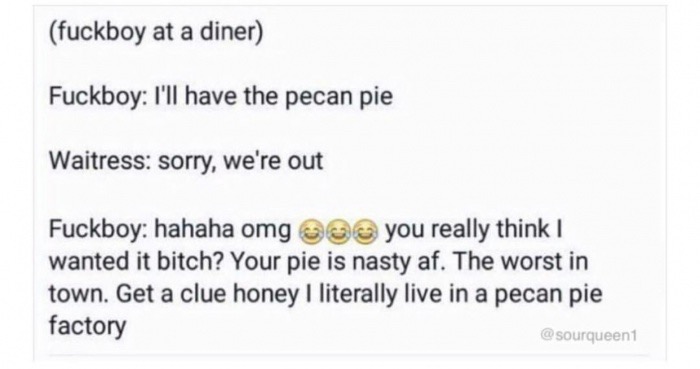 (fuckboy at a diner)
Fuckboy: I'll have the pecan pie
Waitress: sorry, we're out
Fuckboy: hahaha omg 😂😂😂 you really think I
wanted it bitch? Your pie is nasty af. The worst in
town. Get a clue honey I literally live in a pecan pie
factory
@sourqueen1